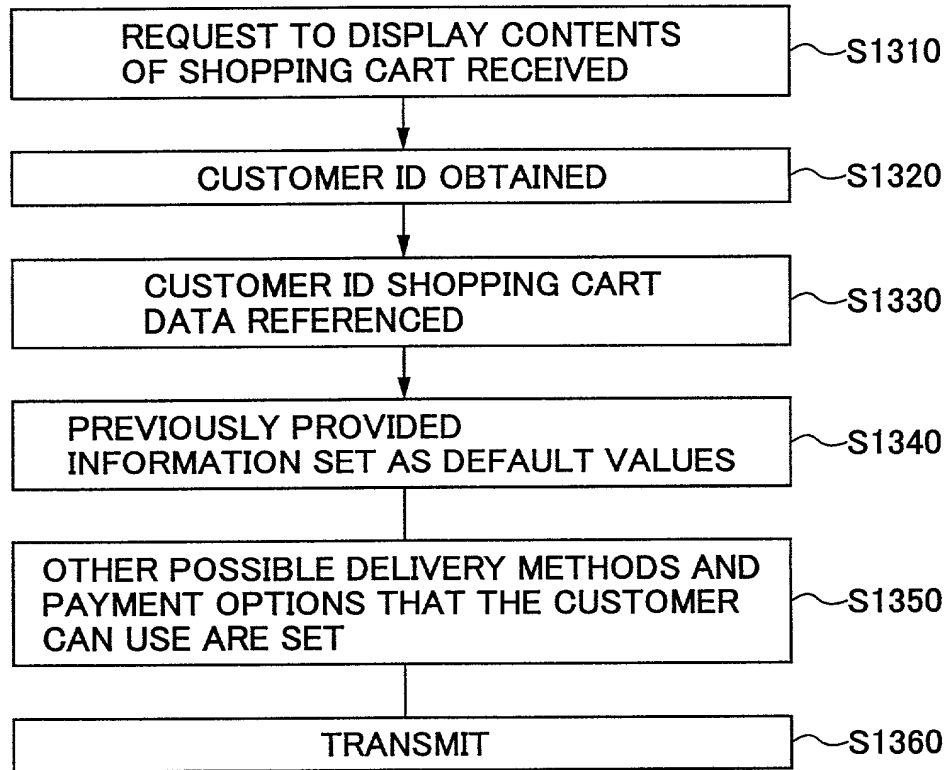 REQUEST TO DISPLAY CONTENTS
OF SHOPPING CART RECEIVED
S1310
CUSTOMER ID OBTAINED
S1320
CUSTOMER ID SHOPPING CART
DATA REFERENCED
S1330
PREVIOUSLY PROVIDED
INFORMATION SET AS DEFAULT VALUES
S1340
OTHER POSSIBLE DELIVERY METHODS AND
PAYMENT OPTIONS THAT THE CUSTOMER
CAN USE ARE SET
S1350
TRANSMIT
S1360